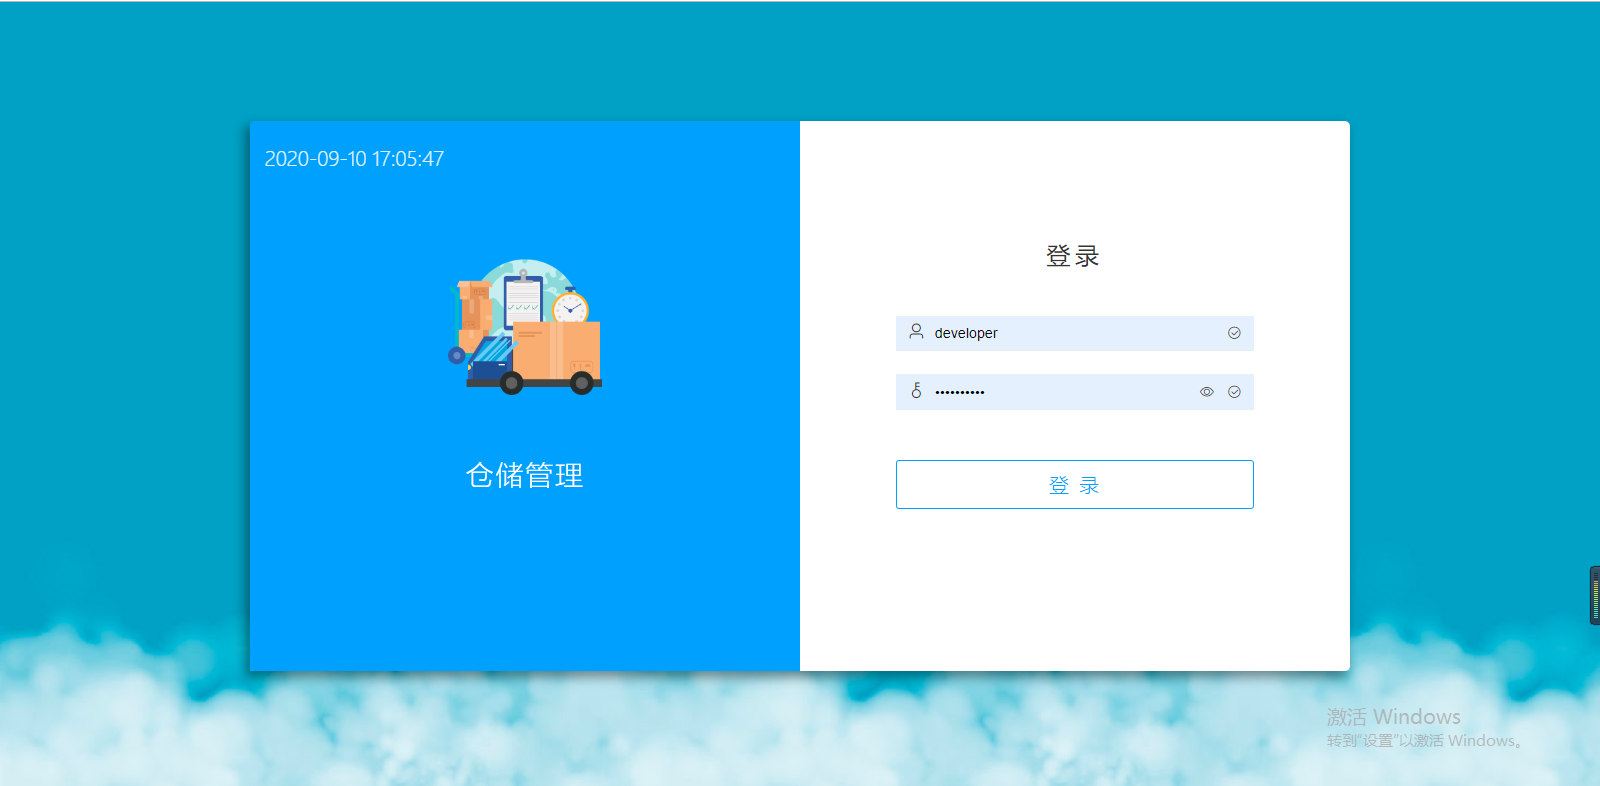 2020-09-10 17:05:47
仓储管理
登录
developer
••••••••••
登 录
激活 Windows
转到"设置"以激活 Windows。